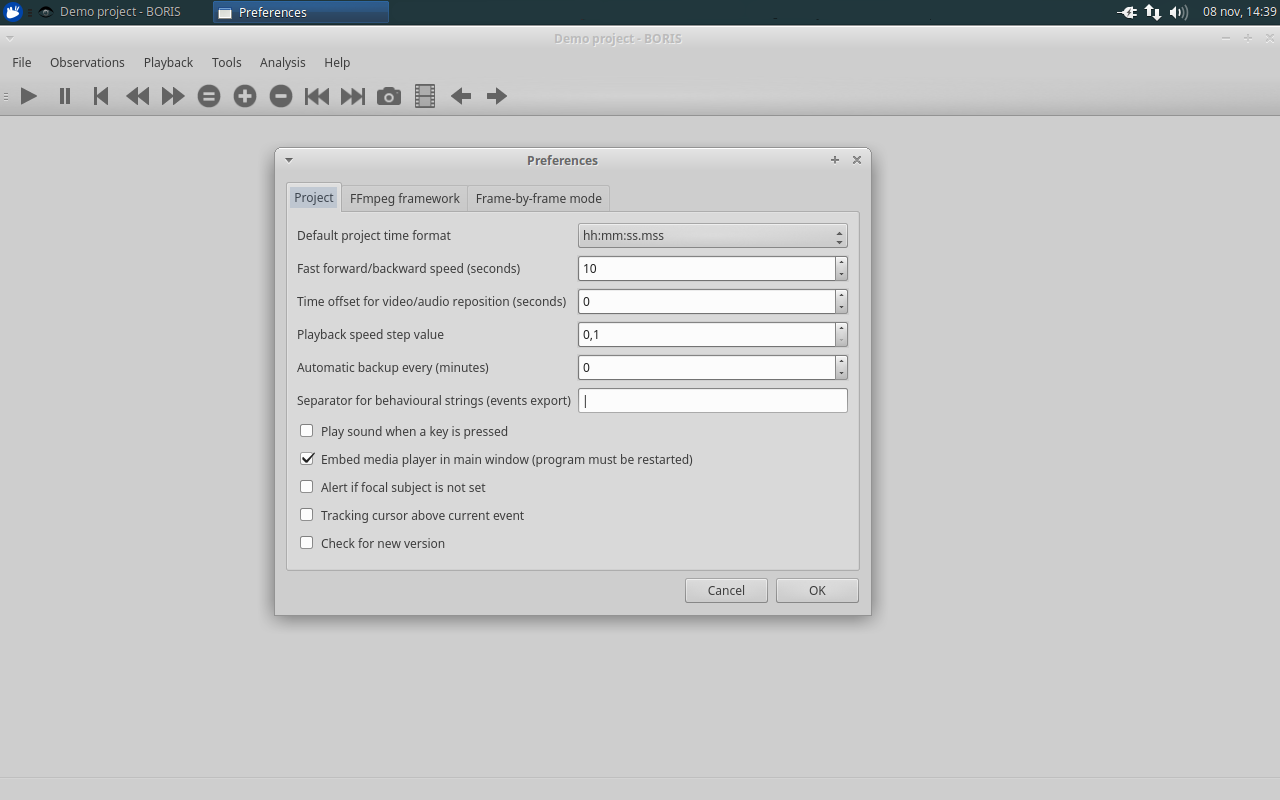 Demo project - BORIS
Preferences
08 nov, 14:39
Demo project - BORIS
File Observations Playback Tools Analysis Help
Preferences
Project FFmpeg framework Frame-by-frame mode
Default project time format hh:mm:ss.mss
Fast forward/backward speed (seconds) 10
Time offset for video/audio reposition (seconds) 0
Playback speed step value 0,1
Automatic backup every (minutes) 0
Separator for behavioural strings (events export) |
Play sound when a key is pressed
Embed media player in main window (program must be restarted)
Alert if focal subject is not set
Tracking cursor above current event
Check for new version
Cancel OK